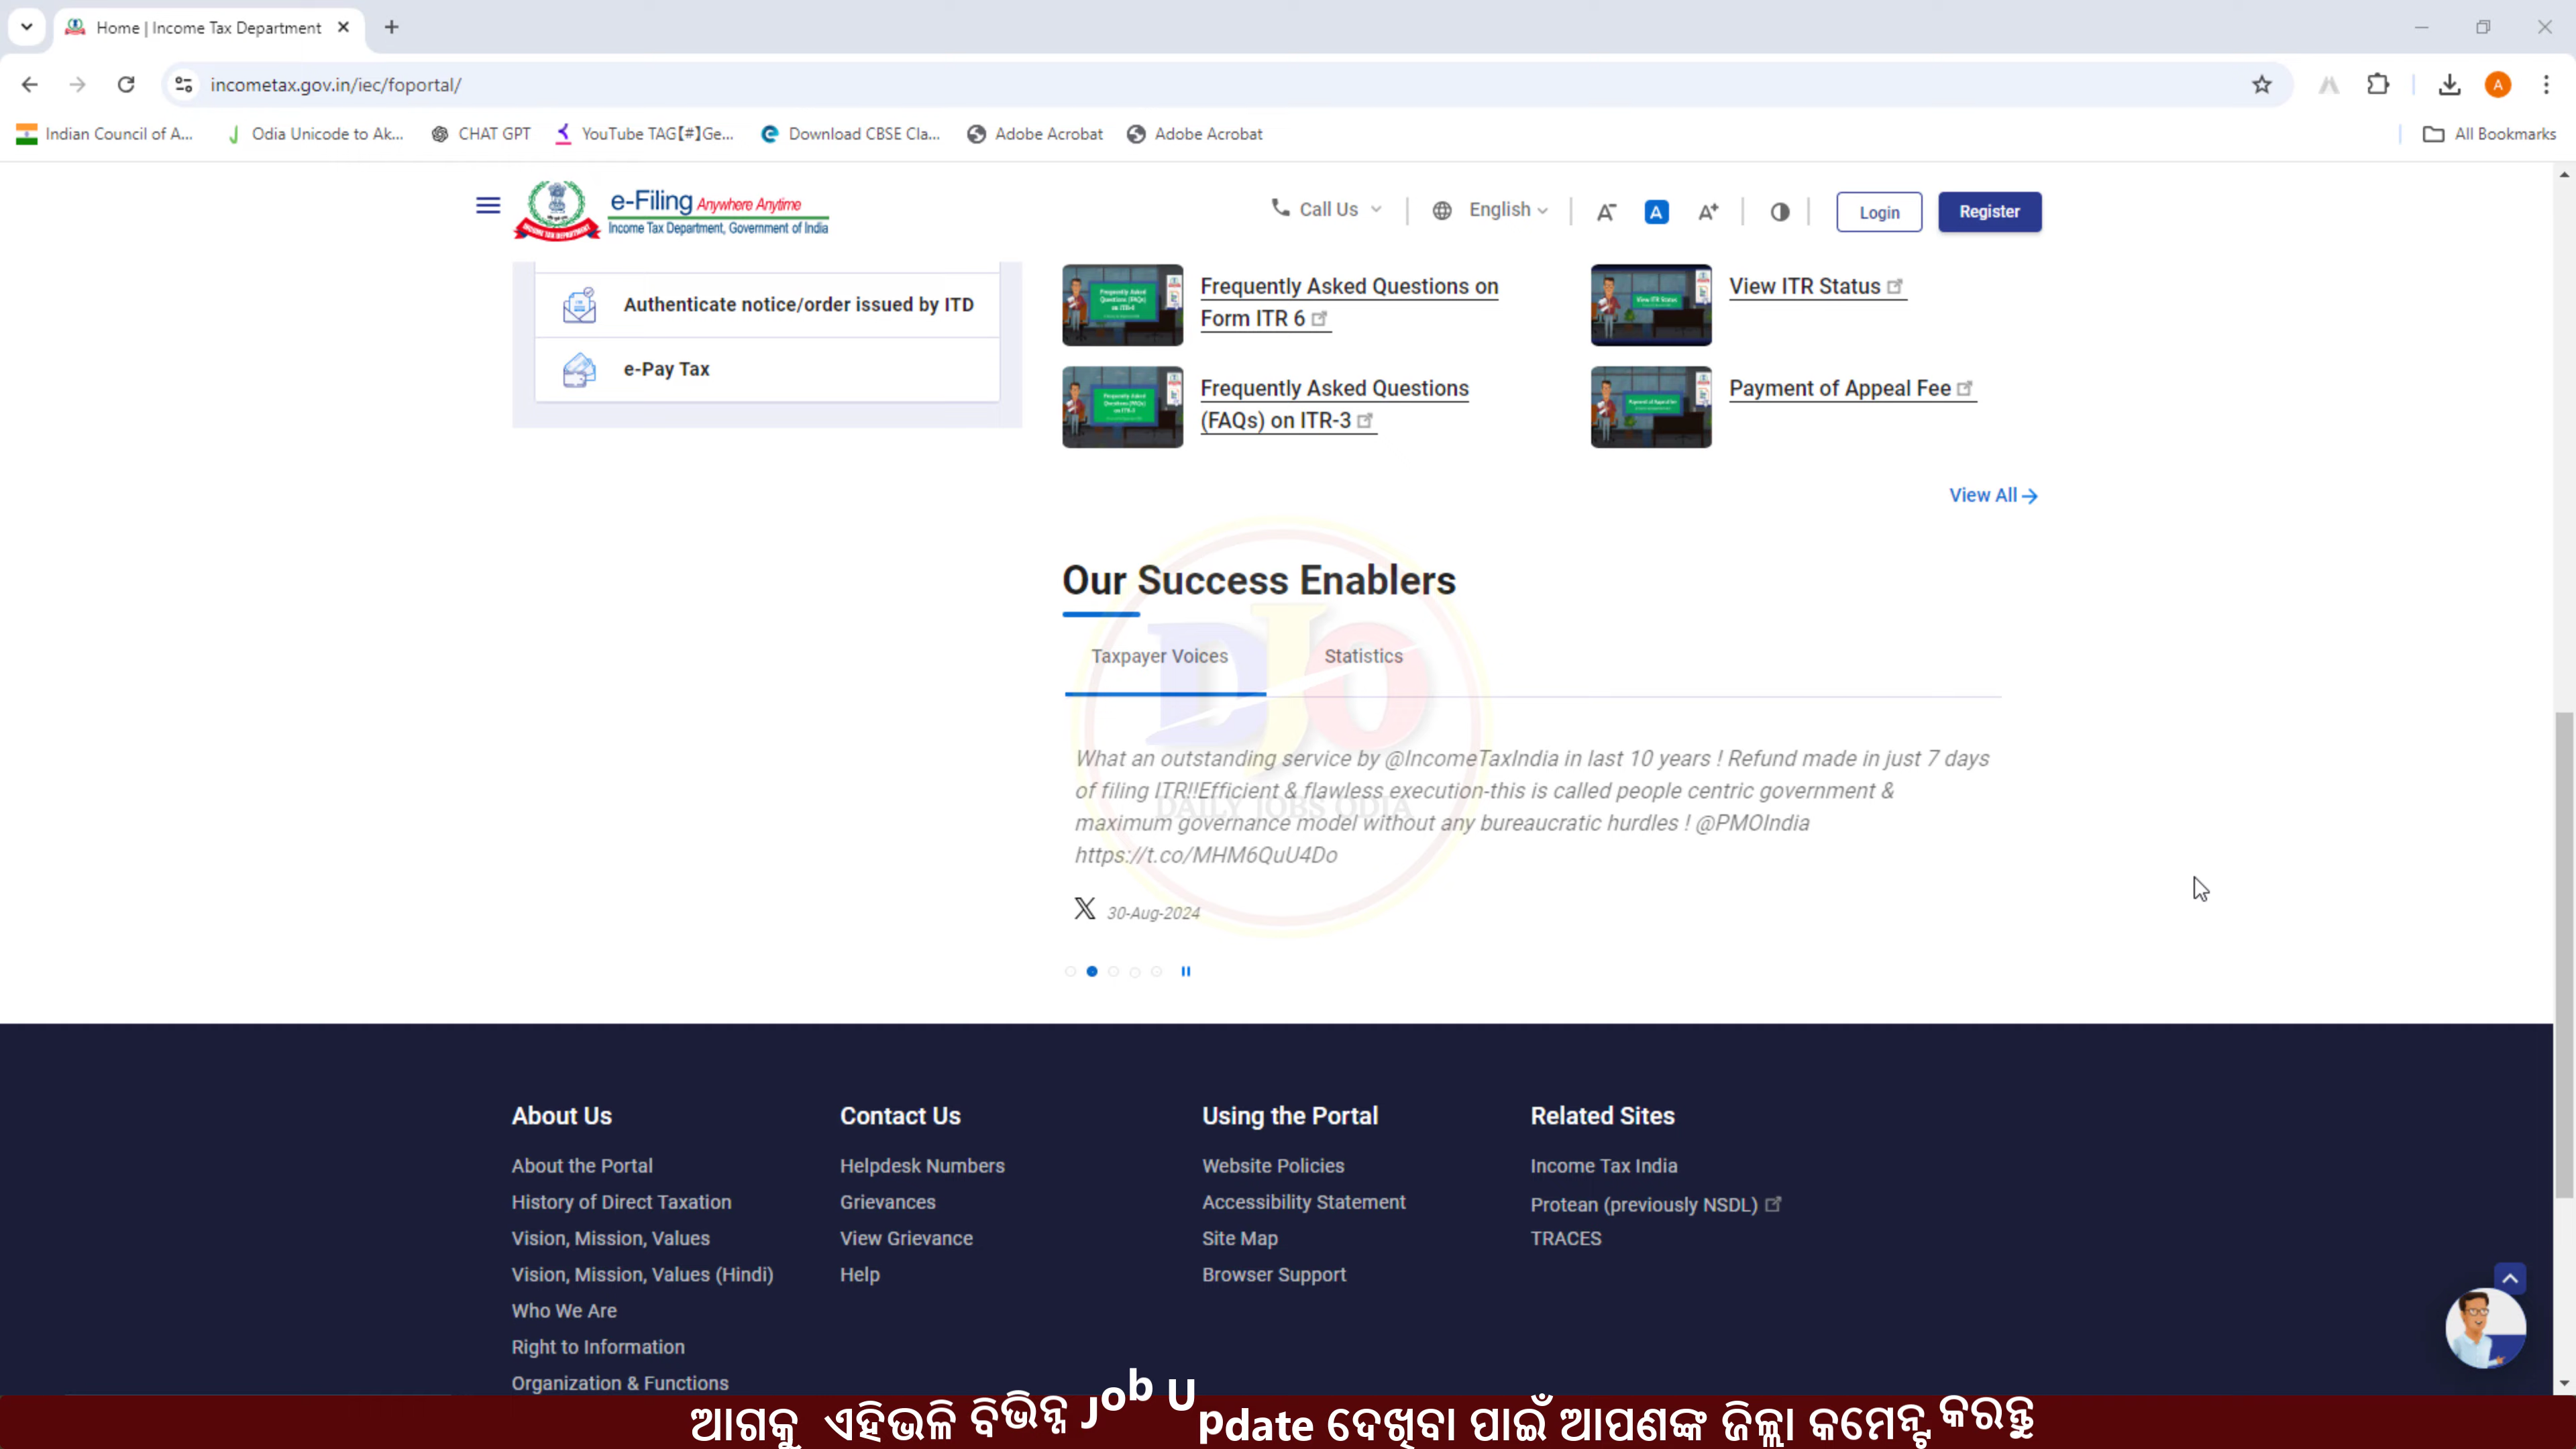 Home | Income Tax Department
incometax.gov.in/iec/foportal/
A
Indian Council of A...
Odia Unicode to Ak...
CHAT GPT
YouTube TAG【#】Ge...
Download CBSE Cla...
Adobe Acrobat
Adobe Acrobat
All Bookmarks
e-Filing Anywhere Anytime
Income Tax Department, Government of India
Call Us
English
A-
A
A+
Login
Register
Authenticate notice/order issued by ITD
e-Pay Tax
Frequently Asked Questions on
Form ITR 6
View ITR Status
Frequently Asked Questions
(FAQs) on ITR-3
Payment of Appeal Fee
View All
Our Success Enablers
Taxpayer Voices
Statistics
DJO
What an outstanding service by @IncomeTaxIndia in last 10 years ! Refund made in just 7 days
of filing ITR!!Efficient & flawless execution-this is called people centric government &
DAILY JOBS ODIA
maximum governance model without any bureaucratic hurdles ! @PMOIndia
https://t.co/MHM6QuU4Do
X 30-Aug-2024
About Us
About the Portal
History of Direct Taxation
Vision, Mission, Values
Vision, Mission, Values (Hindi)
Who We Are
Right to Information
Organization & Functions
Contact Us
Helpdesk Numbers
Grievances
View Grievance
Help
Using the Portal
Website Policies
Accessibility Statement
Site Map
Browser Support
Related Sites
Income Tax India
Protean (previously NSDL)
TRACES
ଆଗକୁ ଏହିଭଳି ବିଭିନ୍ନ Job Update ଦେଖିବା ପାଇଁ ଆପଣଙ୍କ ଜିଲ୍ଲା କମେନ୍ଟ କରନ୍ତୁ